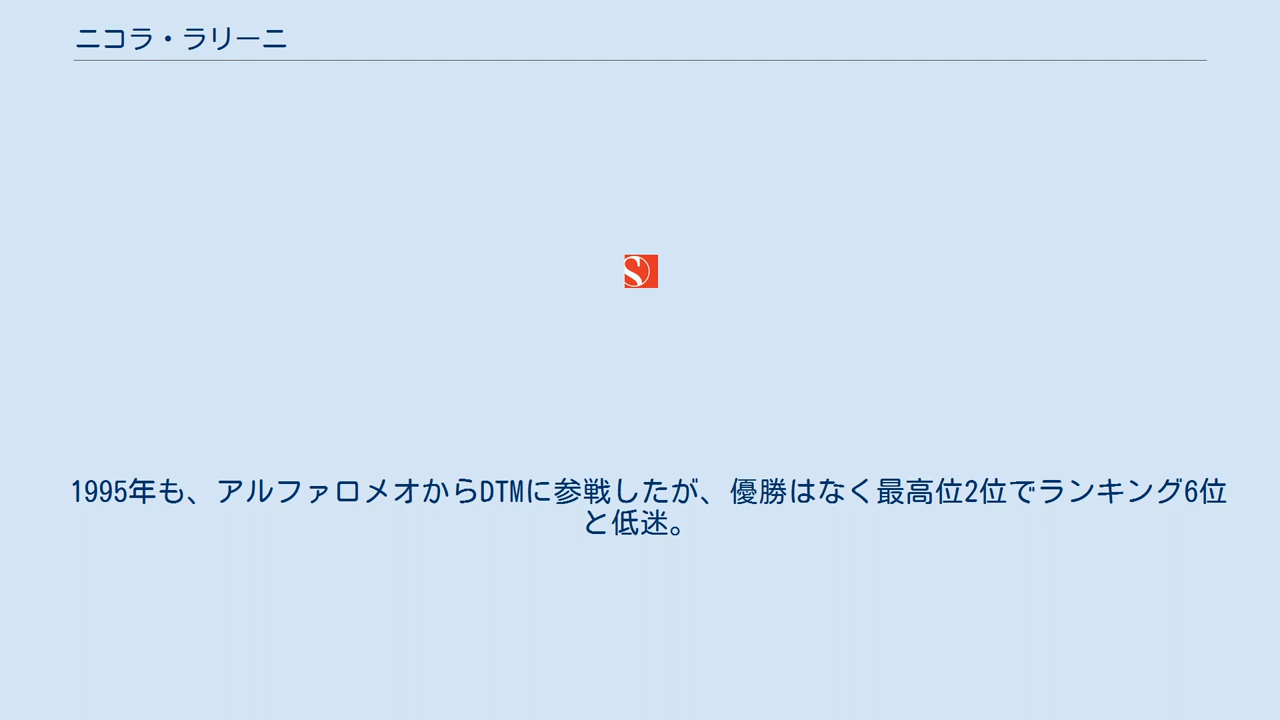 ニコラ・ラリーニ
S
1995年も、アルファロメオからDTMに参戦したが、優勝はなく最高位2位でランキング6位
と低迷。